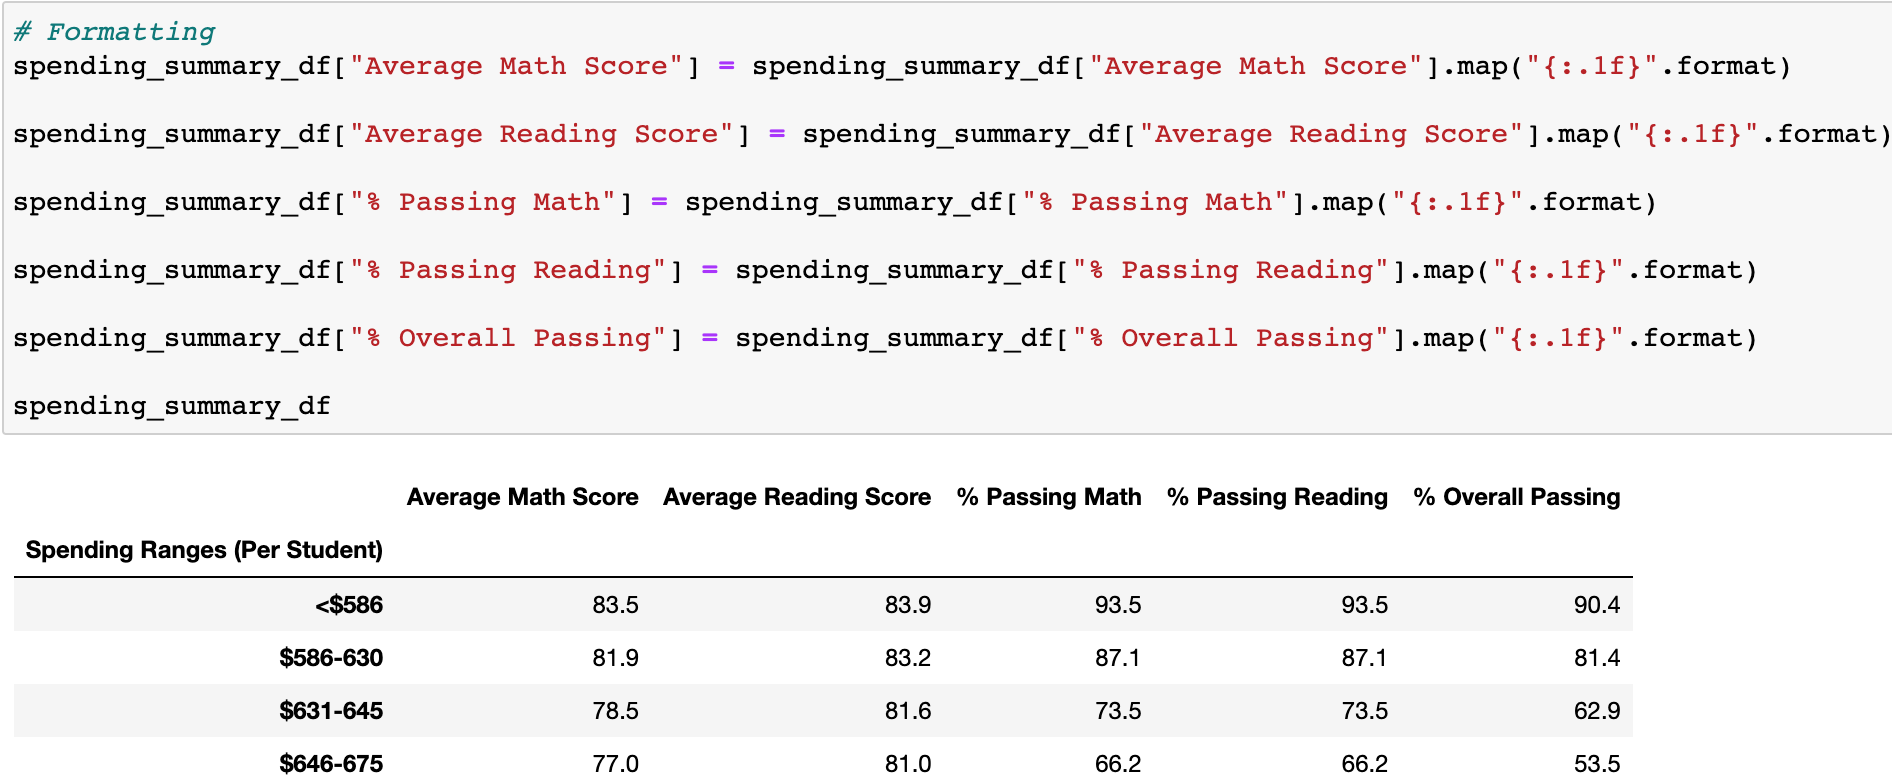 # Formatting
spending_summary_df["Average Math Score"] = spending_summary_df["Average Math Score"].map("{:.1f}".format)
spending_summary_df["Average Reading Score"] = spending_summary_df["Average Reading Score"].map("{:.1f}".format)
spending_summary_df["% Passing Math"] = spending_summary_df["% Passing Math"].map("{:.1f}".format)
spending_summary_df["% Passing Reading"] = spending_summary_df["% Passing Reading"].map("{:.1f}".format)
spending_summary_df["% Overall Passing"] = spending_summary_df["% Overall Passing"].map("{:.1f}".format)
spending_summary_df
Average Math Score Average Reading Score % Passing Math % Passing Reading % Overall Passing
Spending Ranges (Per Student)
<$586 83.5 83.9 93.5 93.5 90.4
$586-630 81.9 83.2 87.1 87.1 81.4
$631-645 78.5 81.6 73.5 73.5 62.9
$646-675 77.0 81.0 66.2 66.2 53.5